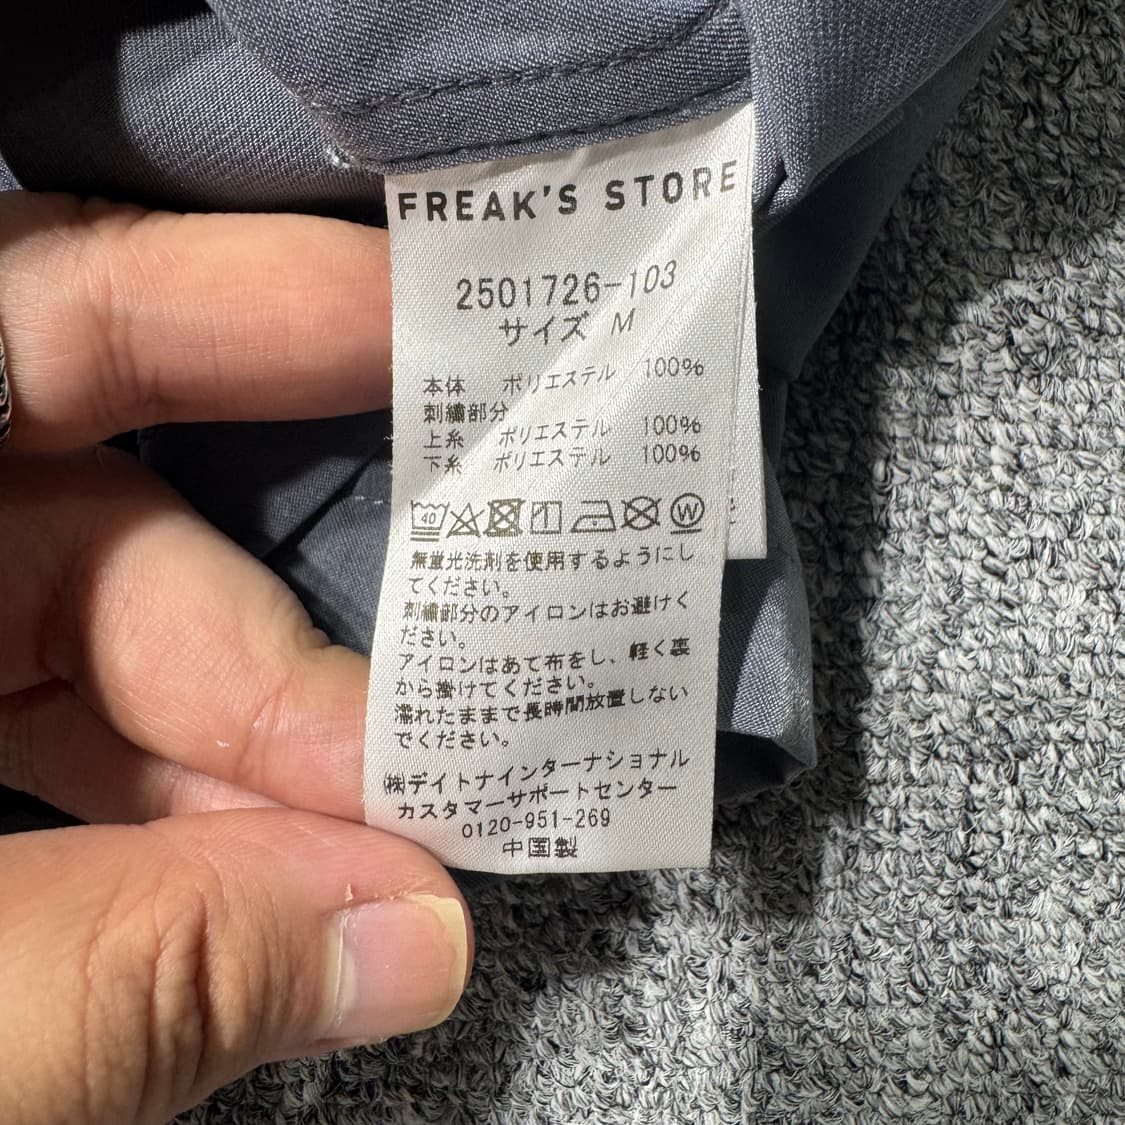 FREAK'S STORE
2501726-103
サイズ M
本体 ポリエステル 100%
刺繍部分
上糸 ポリエステル 100%
下糸 ポリエステル 100%
40 W
無蛍光洗剤を使用するようにし
てください。
刺繍部分のアイロンはお避けく
ださい。
アイロンはあて布をし、軽く裏
から掛けてください。
濡れたままで長時間放置しない
でください。
㈱デイトナインターナショナル
カスタマーサポートセンター
0120-951-269
中国製